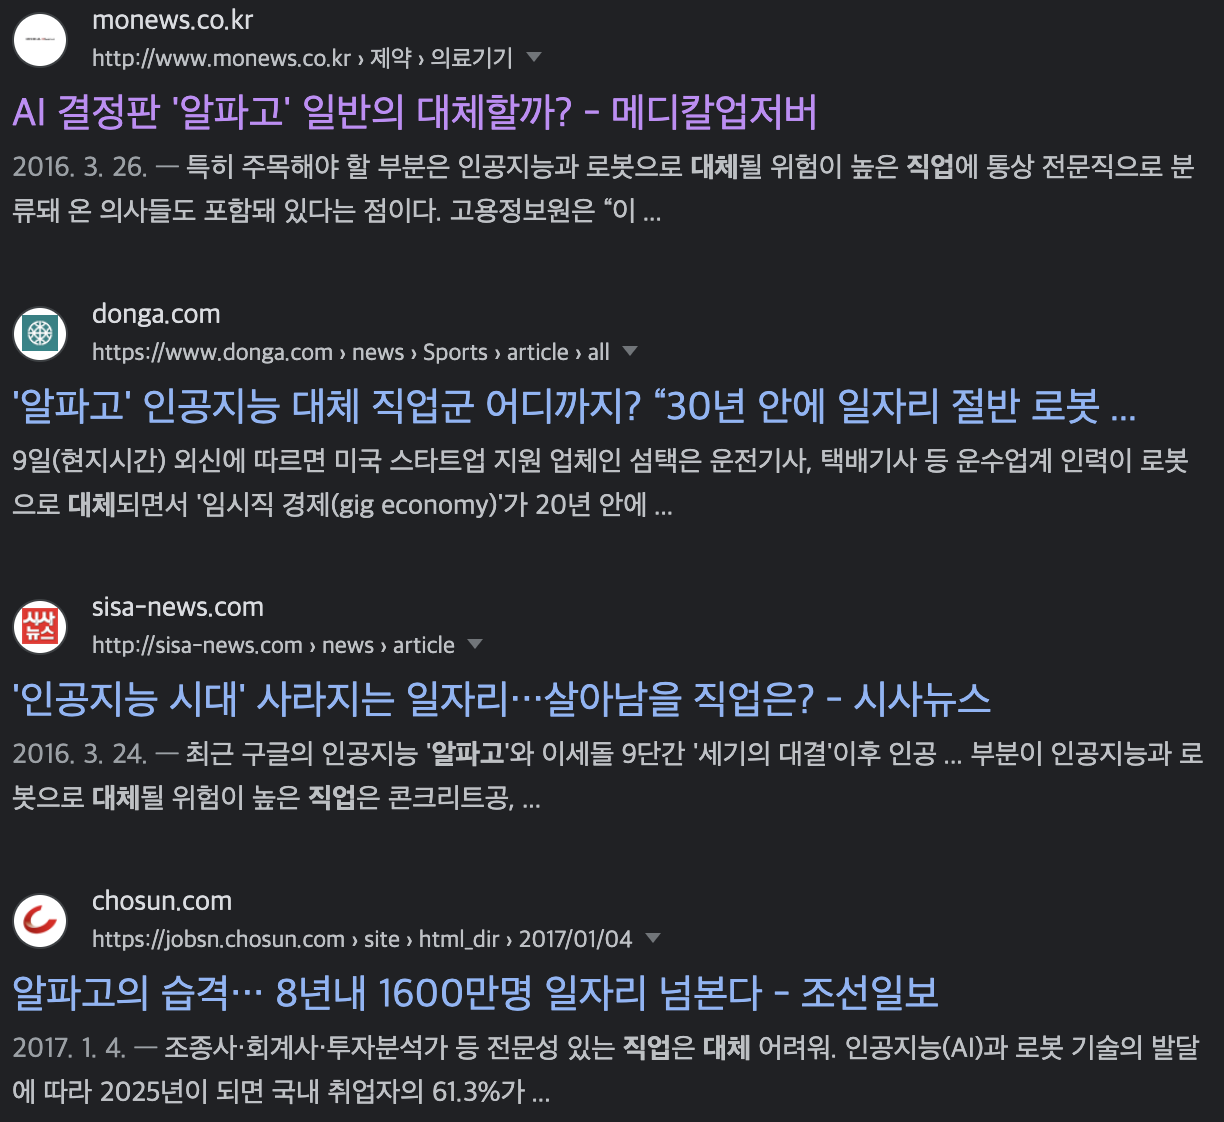 monews.co.kr
http://www.monews.co.kr › 제약 › 의료기기
AI 결정판 '알파고' 일반의 대체할까? - 메디칼업저버
2016. 3. 26. — 특히 주목해야 할 부분은 인공지능과 로봇으로 대체될 위험이 높은 직업에 통상 전문직으로 분
류돼 온 의사들도 포함돼 있다는 점이다. 고용정보원은 “이 ...
donga.com
https://www.donga.com › news › Sports › article › all
'알파고' 인공지능 대체 직업군 어디까지? “30년 안에 일자리 절반 로봇 ...
9일(현지시간) 외신에 따르면 미국 스타트업 지원 업체인 섬택은 운전기사, 택배기사 등 운수업계 인력이 로봇
으로 대체되면서 '임시직 경제(gig economy)'가 20년 안에 ...
시사
뉴스
sisa-news.com
http://sisa-news.com › news › article
'인공지능 시대' 사라지는 일자리…살아남을 직업은? - 시사뉴스
2016. 3. 24. — 최근 구글의 인공지능 '알파고'와 이세돌 9단간 '세기의 대결'이후 인공 ... 부분이 인공지능과 로
봇으로 대체될 위험이 높은 직업은 콘크리트공, ...
chosun.com
https://jobsn.chosun.com › site › html_dir › 2017/01/04
알파고의 습격… 8년내 1600만명 일자리 넘본다 - 조선일보
2017. 1. 4. — 조종사·회계사·투자분석가 등 전문성 있는 직업은 대체 어려워. 인공지능(AI)과 로봇 기술의 발달
에 따라 2025년이 되면 국내 취업자의 61.3%가 ...